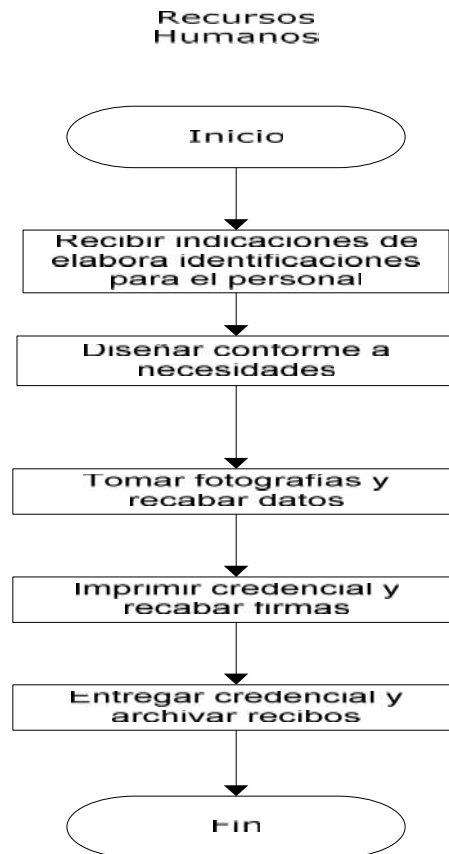 Recursos
Humanos
Inicio
Recibir indicaciones de
elabora identificaciones
para el personal
Diseñar conforme a
necesidades
Tomar fotografías y
recabar datos
Imprimir credencial y
recabar firmas
Entregar credencial y
archivar recibos
Fin